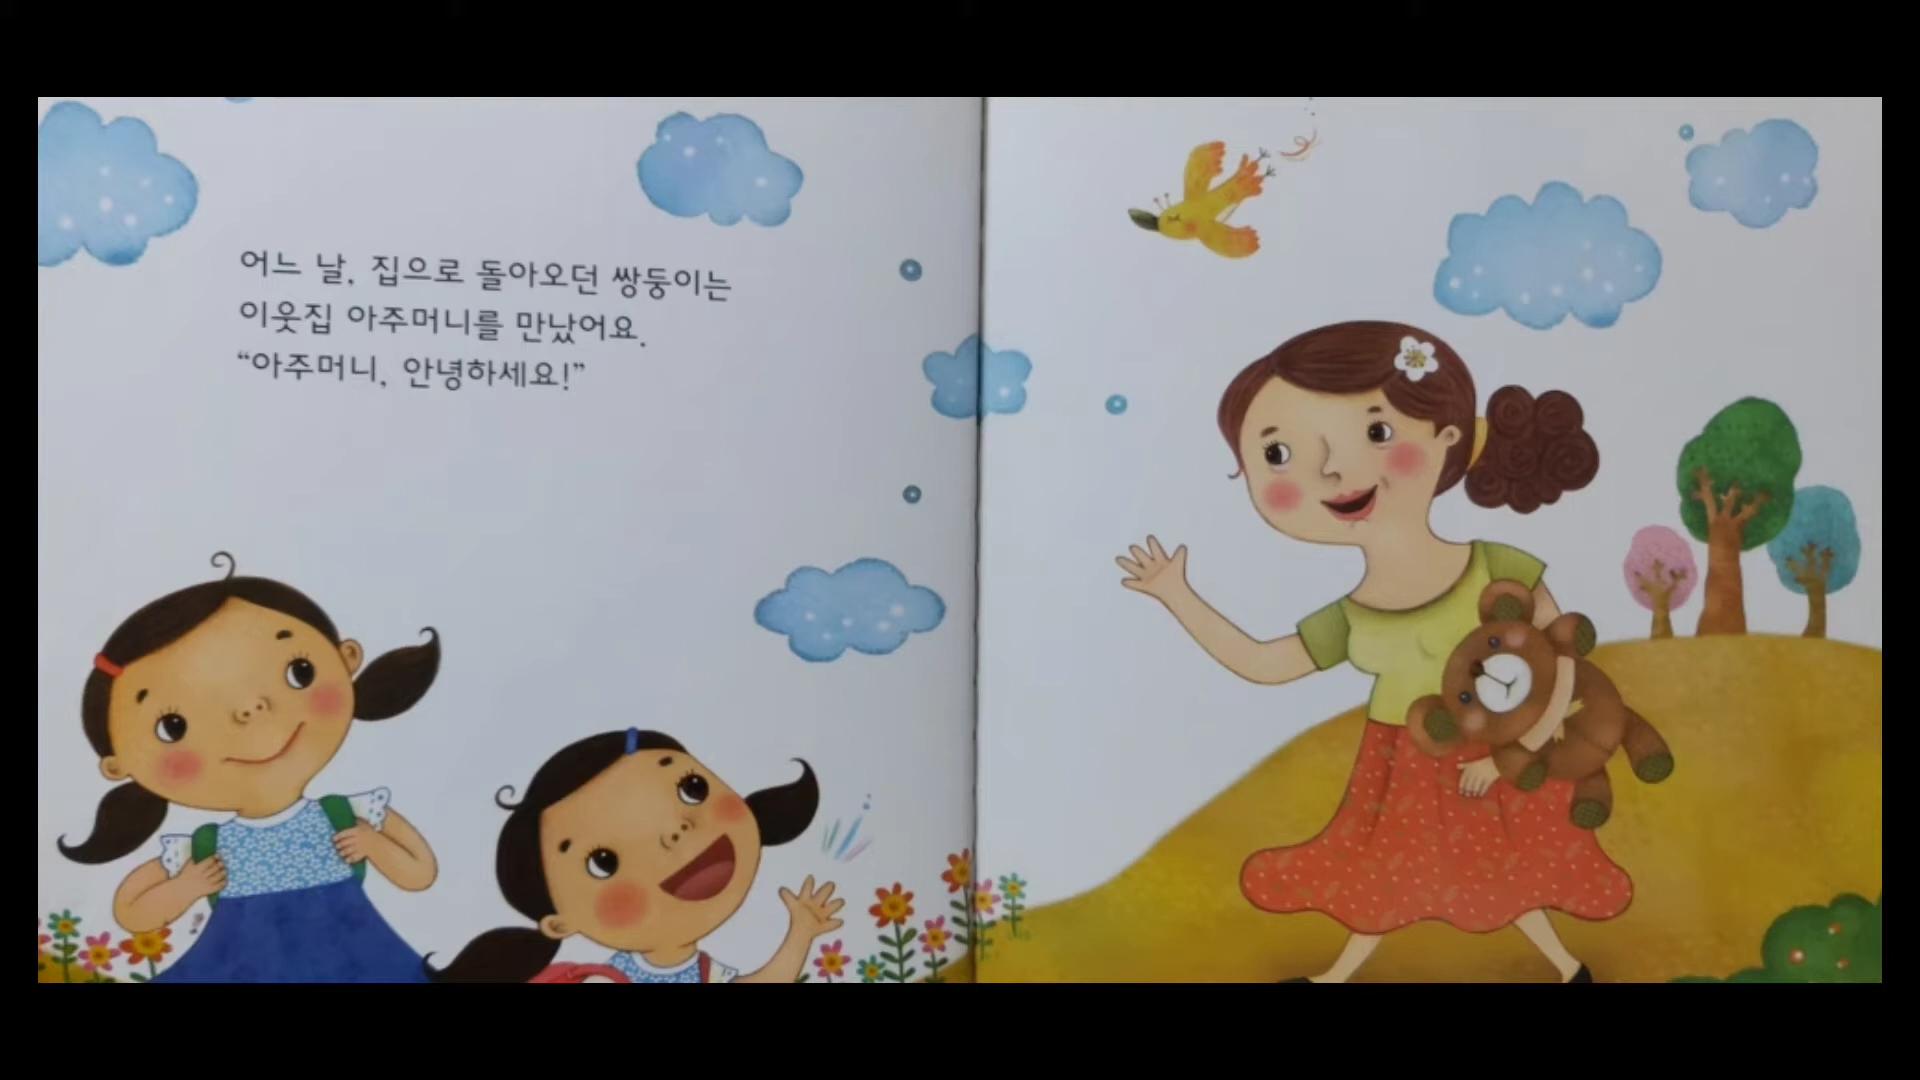 어느 날, 집으로 돌아오던 쌍둥이는
이웃집 아주머니를 만났어요.
“아주머니, 안녕하세요!”